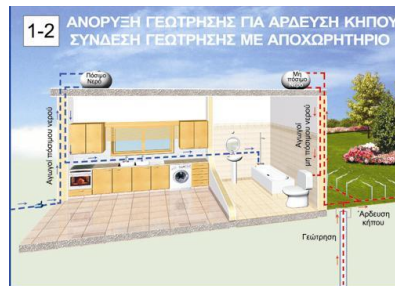 1-2
ΑΝΟΡΥΞΗ ΓΕΩΤΡΗΣΗΣ ΓΙΑ ΑΡΔΕΥΣΗ ΚΗΠΟΥ
ΣΥΝΔΕΣΗ ΓΕΩΤΡΗΣΗΣ ΜΕ ΑΠΟΧΩΡΗΤΗΡΙΟ
Πόσιμο
Νερό
Μη
πόσιμο
νερό
Αγωγοί πόσιμου νερού
Αγωγοί
μη πόσιμου νερού
Άρδευση
κήπου
Γεώτρηση